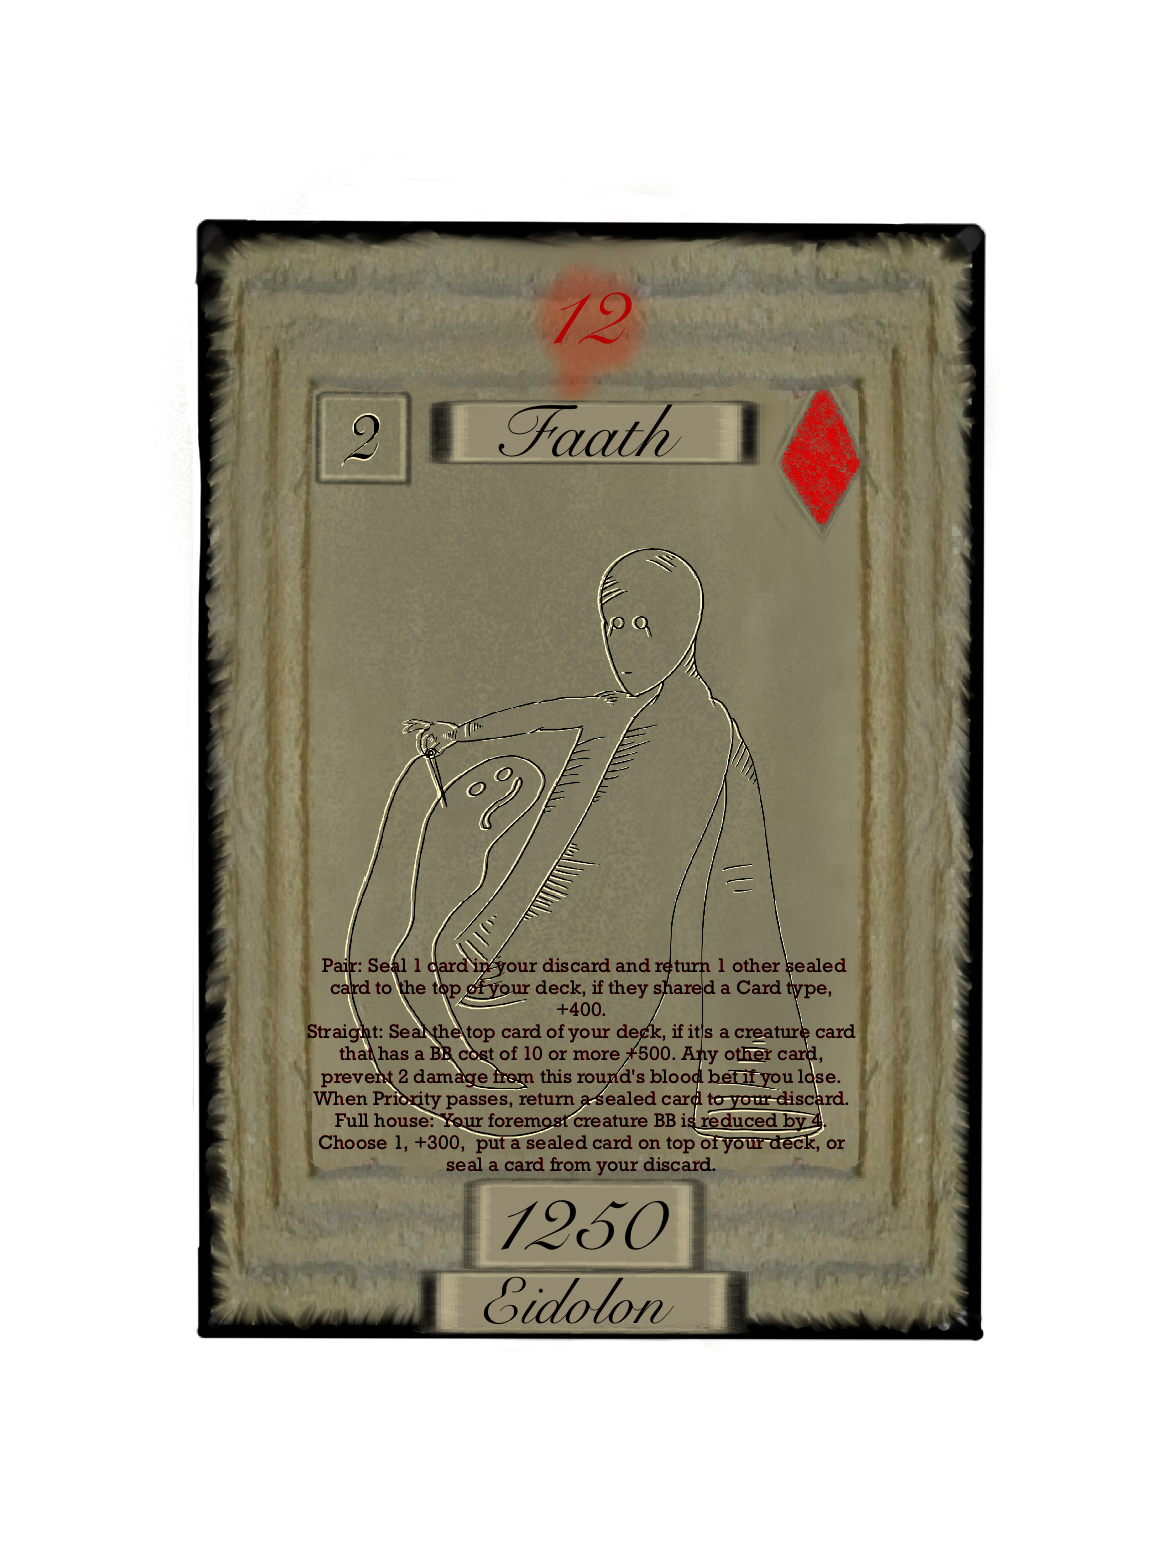 12
2
Faath
Pair: Seal 1 card in your discard and return 1 other sealed
card to the top of your deck, if they shared a Card type,
+400.
Straight: Seal the top card of your deck, if it's a creature card
that has a BB cost of 10 or more +500. Any other card,
prevent 2 damage from this round's blood bet if you lose.
When Priority passes, return a sealed card to your discard.
Full house: Your foremost creature BB is reduced by 4.
Choose 1, +300, put a sealed card on top of your deck, or
seal a card from your discard.
1250
Eidolon